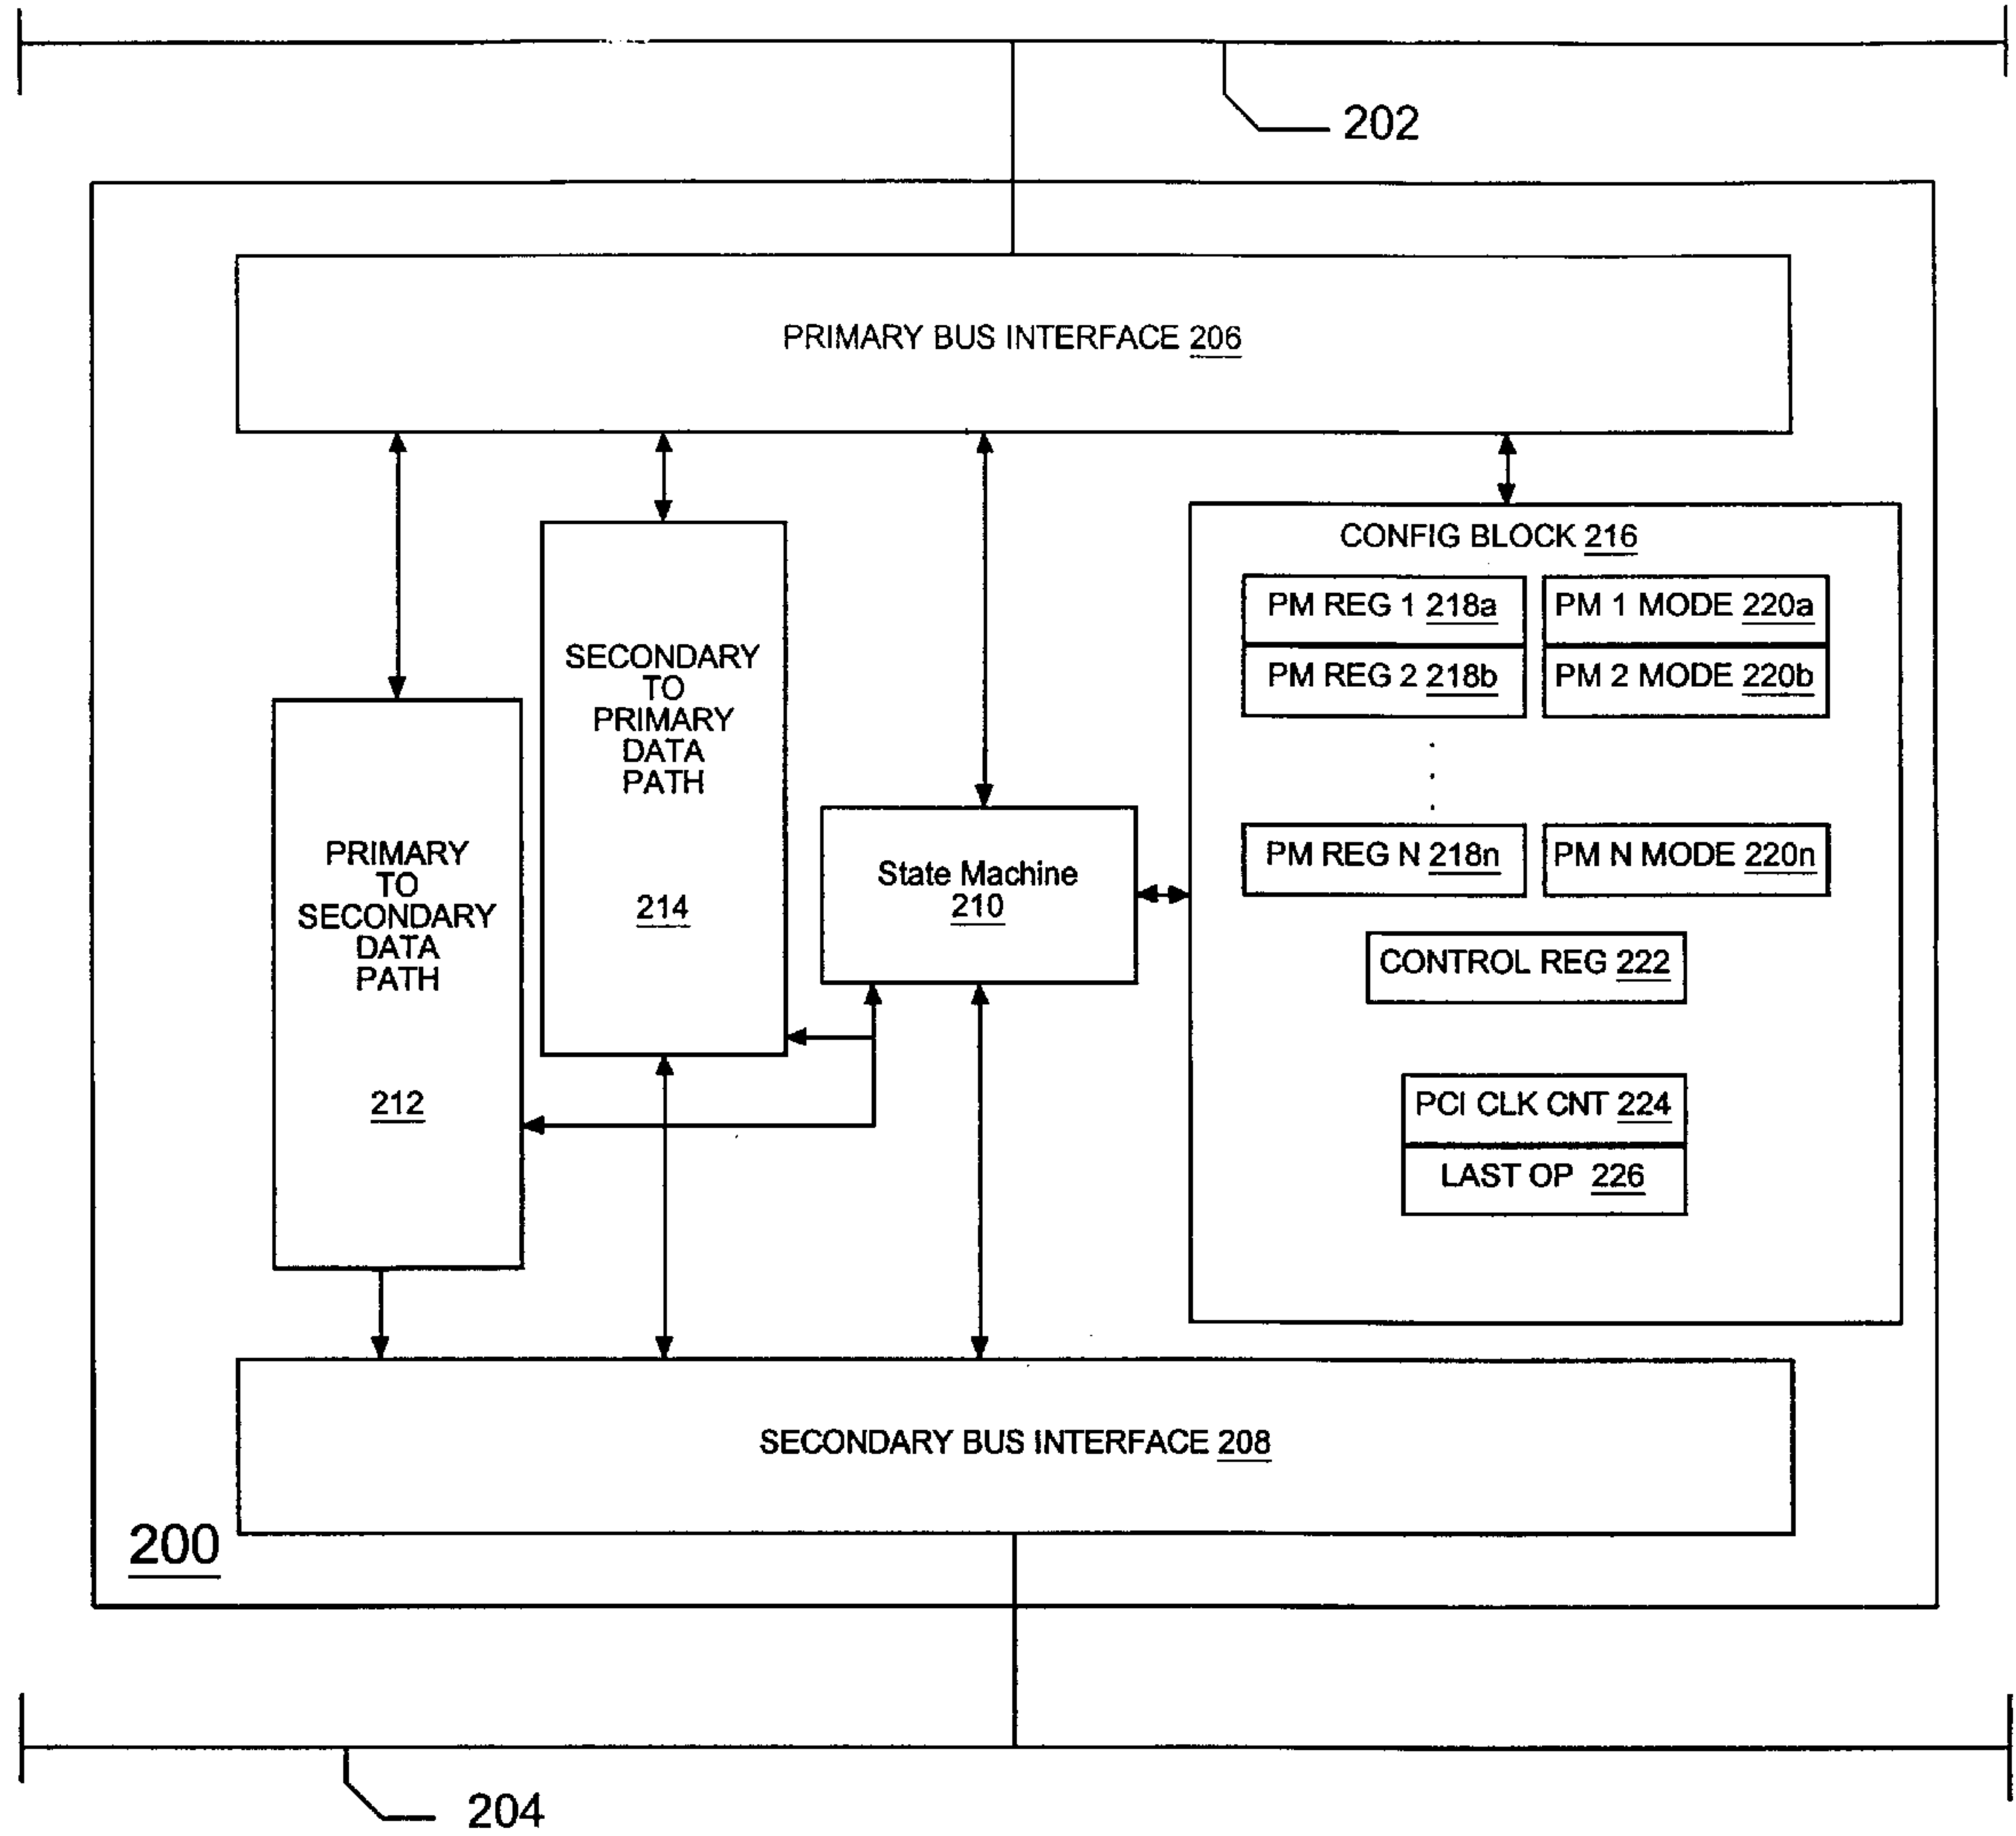 202
PRIMARY BUS INTERFACE 206
CONFIG BLOCK 216
PM REG 1 218a
PM 1 MODE 220a
PM REG 2 218b
PM 2 MODE 220b
PM REG N 218n
PM N MODE 220n
CONTROL REG 222
PCI CLK CNT 224
LAST OP 226
SECONDARY
TO
PRIMARY
DATA
PATH
214
PRIMARY
TO
SECONDARY
DATA
PATH
212
State Machine
210
SECONDARY BUS INTERFACE 208
200
204